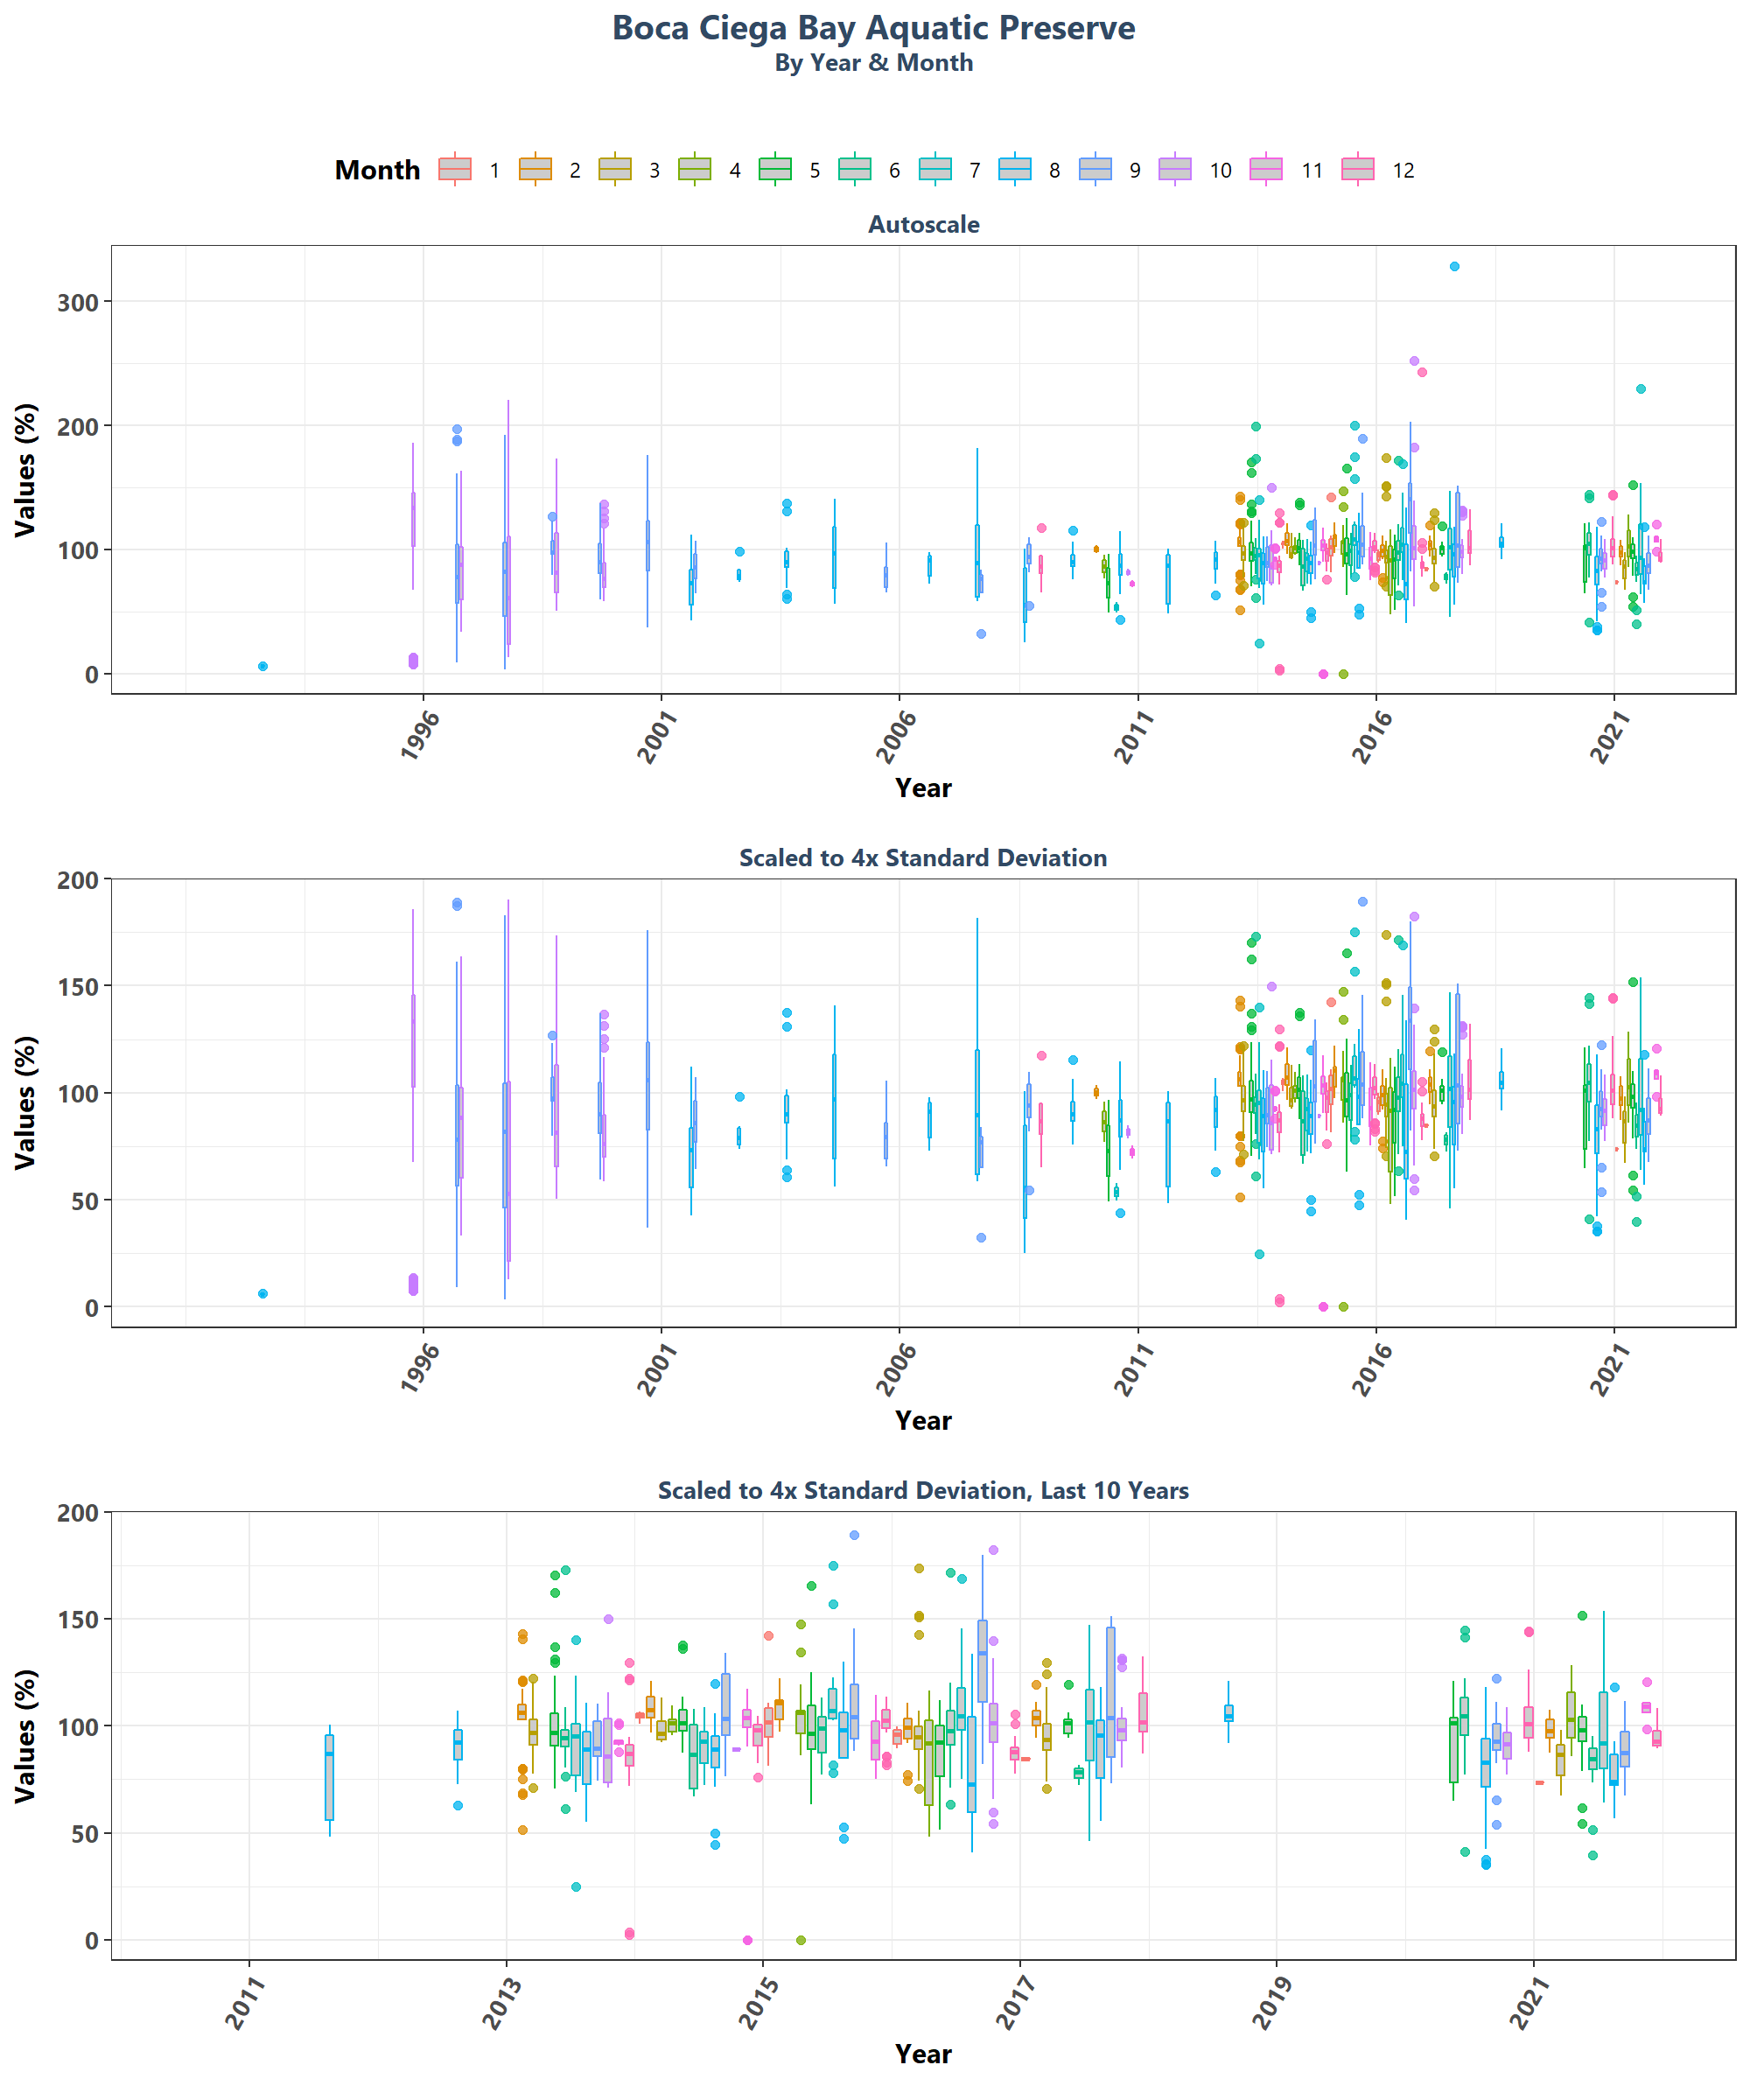 Boca Ciega Bay Aquatic Preserve
By Year & Month
Month 1 2 3 4 5 6 7 8 9 10 11 12
Autoscale
Values (%)
300
200
100
0
1996 2001 2006 2011 2016 2021
Year
Scaled to 4x Standard Deviation
Values (%)
200
150
100
50
0
1996 2001 2006 2011 2016 2021
Year
Scaled to 4x Standard Deviation, Last 10 Years
Values (%)
200
150
100
50
0
2011 2013 2015 2017 2019 2021
Year